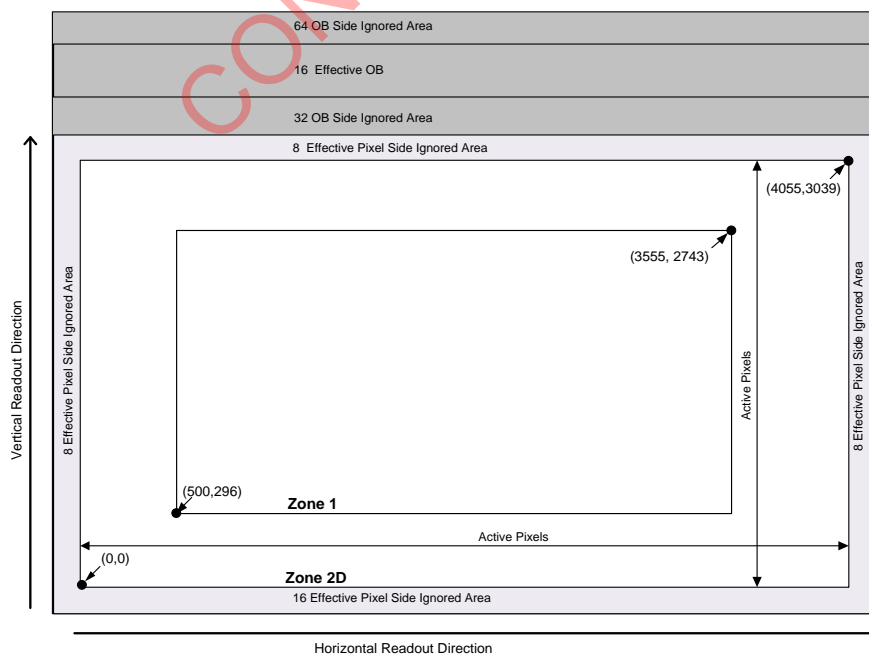 64 OB Side Ignored Area
16 Effective OB
32 OB Side Ignored Area
8 Effective Pixel Side Ignored Area
(4055,3039)
(3555, 2743)
Vertical Readout Direction
8 Effective Pixel Side Ignored Area
Active Pixels
8 Effective Pixel Side Ignored Area
(500,296)
Zone 1
Active Pixels
(0,0)
Zone 2D
16 Effective Pixel Side Ignored Area
Horizontal Readout Direction
CON